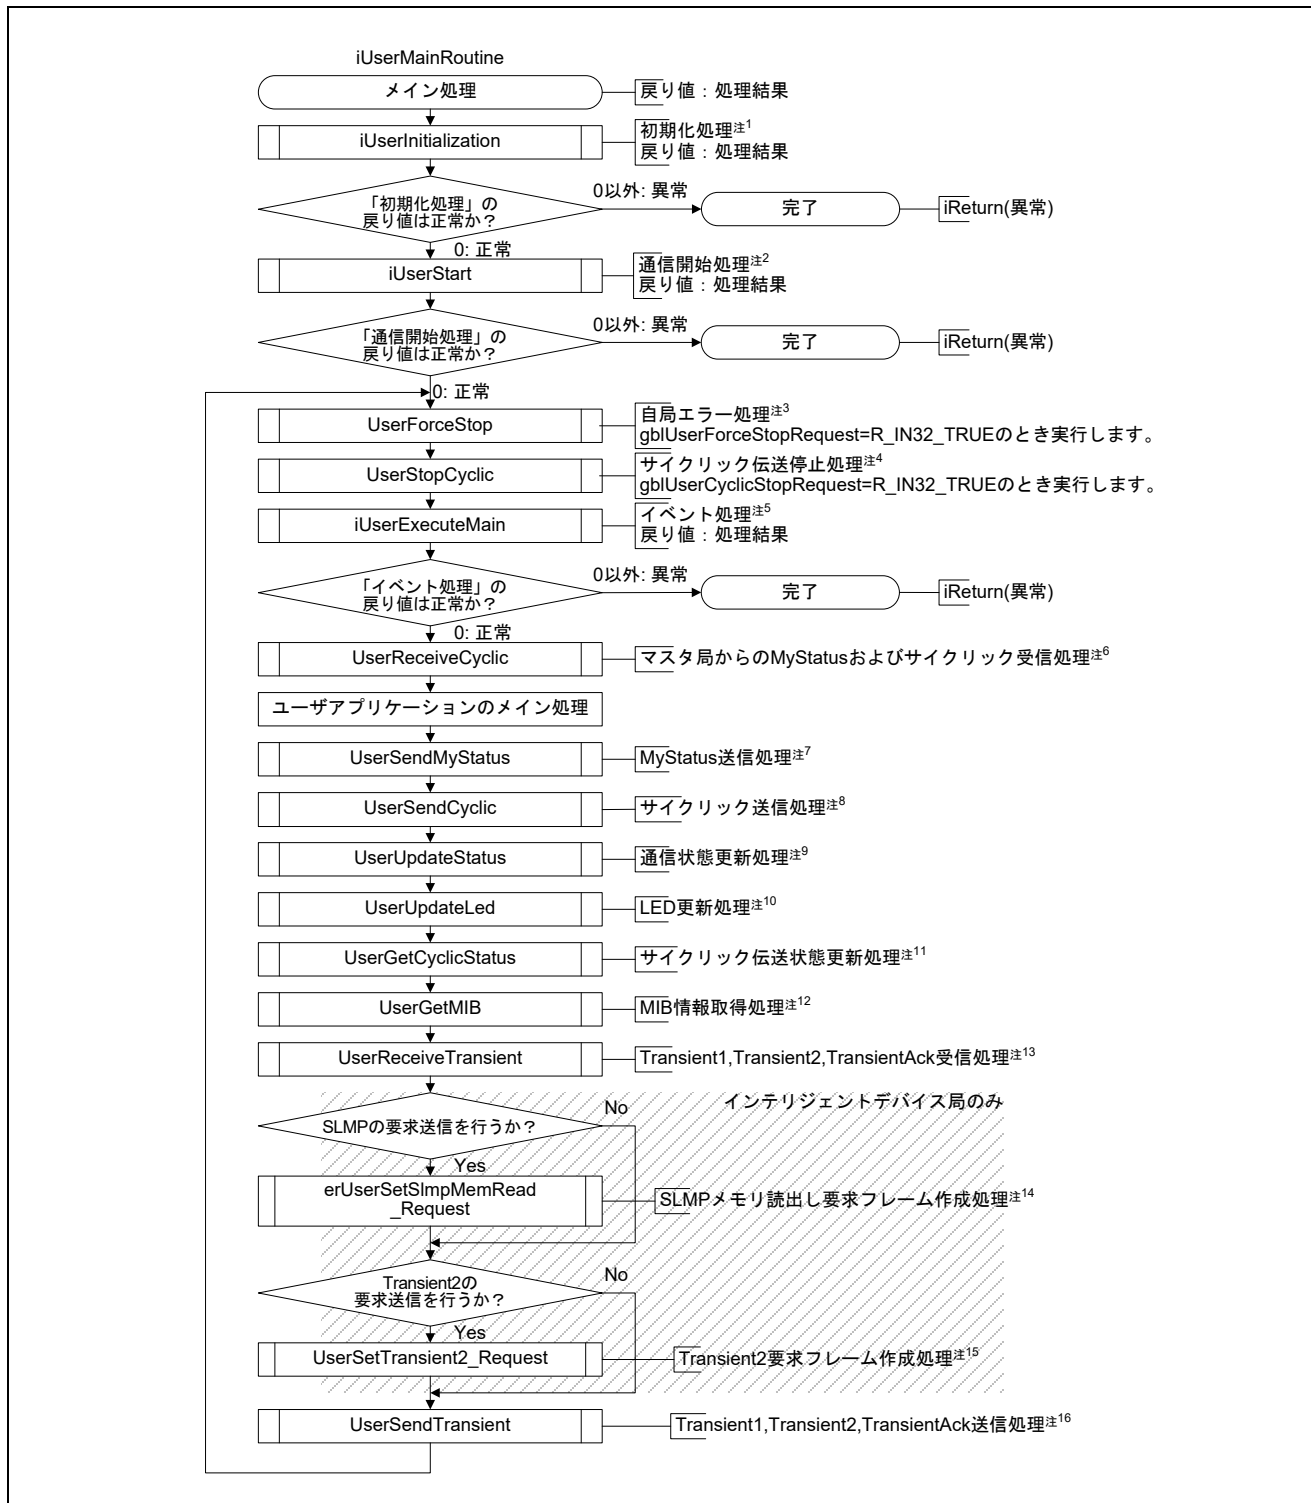 iUserMainRoutine
メイン処理
戻り値：処理結果
iUserInitialization
初期化処理注1
戻り値：処理結果
「初期化処理」の
戻り値は正常か？
0以外: 異常
完了
iReturn(異常)
0: 正常
iUserStart
通信開始処理注2
戻り値：処理結果
「通信開始処理」の
戻り値は正常か？
0以外: 異常
完了
iReturn(異常)
0: 正常
UserForceStop
自局エラー処理注3
gblUserForceStopRequest=R_IN32_TRUEのとき実行します。
UserStopCyclic
サイクリック伝送停止処理注4
gblUserCyclicStopRequest=R_IN32_TRUEのとき実行します。
iUserExecuteMain
イベント処理注5
戻り値：処理結果
「イベント処理」の
戻り値は正常か？
0以外: 異常
完了
iReturn(異常)
0: 正常
UserReceiveCyclic
マスタ局からのMyStatusおよびサイクリック受信処理注6
ユーザアプリケーションのメイン処理
UserSendMyStatus
MyStatus送信処理注7
UserSendCyclic
サイクリック送信処理注8
UserUpdateStatus
通信状態更新処理注9
UserUpdateLed
LED更新処理注10
UserGetCyclicStatus
サイクリック伝送状態更新処理注11
UserGetMIB
MIB情報取得処理注12
UserReceiveTransient
Transient1,Transient2,TransientAck受信処理注13
インテリジェントデバイス局のみ
SLMPの要求送信を行うか？
No
Yes
erUserSetSlmpMemRead
_Request
SLMPメモリ読出し要求フレーム作成処理注14
Transient2の
要求送信を行うか？
No
Yes
UserSetTransient2_Request
Transient2要求フレーム作成処理注15
UserSendTransient
Transient1,Transient2,TransientAck送信処理注16